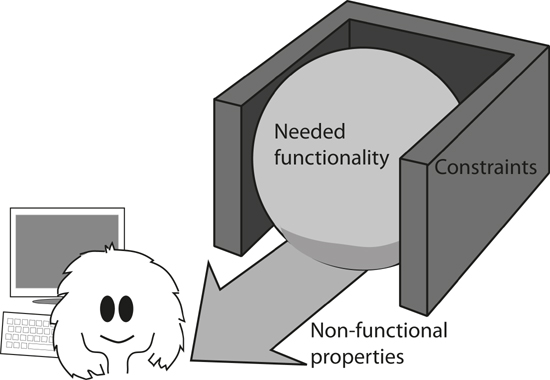 Needed
functionality
Constraints
Non-functional
properties